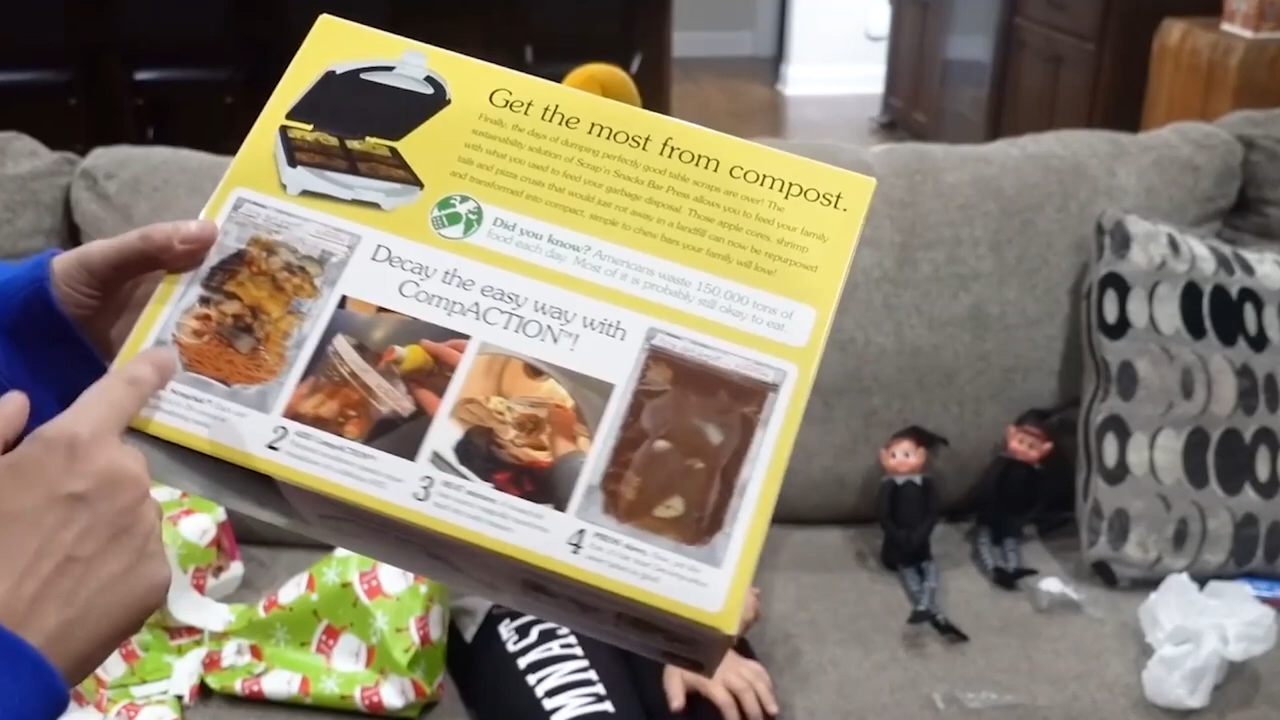 Get the most from compost.
Finally, the days of dumping perfectly good table scraps are over! The
sustainability solution of Scrap'n Snacks Bar Press allows you to feed your family
with what you used to feed your garbage disposal. Those apple cores, shrimp
tails and pizza crusts that would just rot away in a landfill can now be repurposed
and transformed into compact, simple to chew bars your family will love!
Did you know? Americans waste 150,000 tons of
food each day. Most of it is probably still okay to eat.
Decay the easy way with
CompACTION™!
2
3
4
MNAST
MNAS